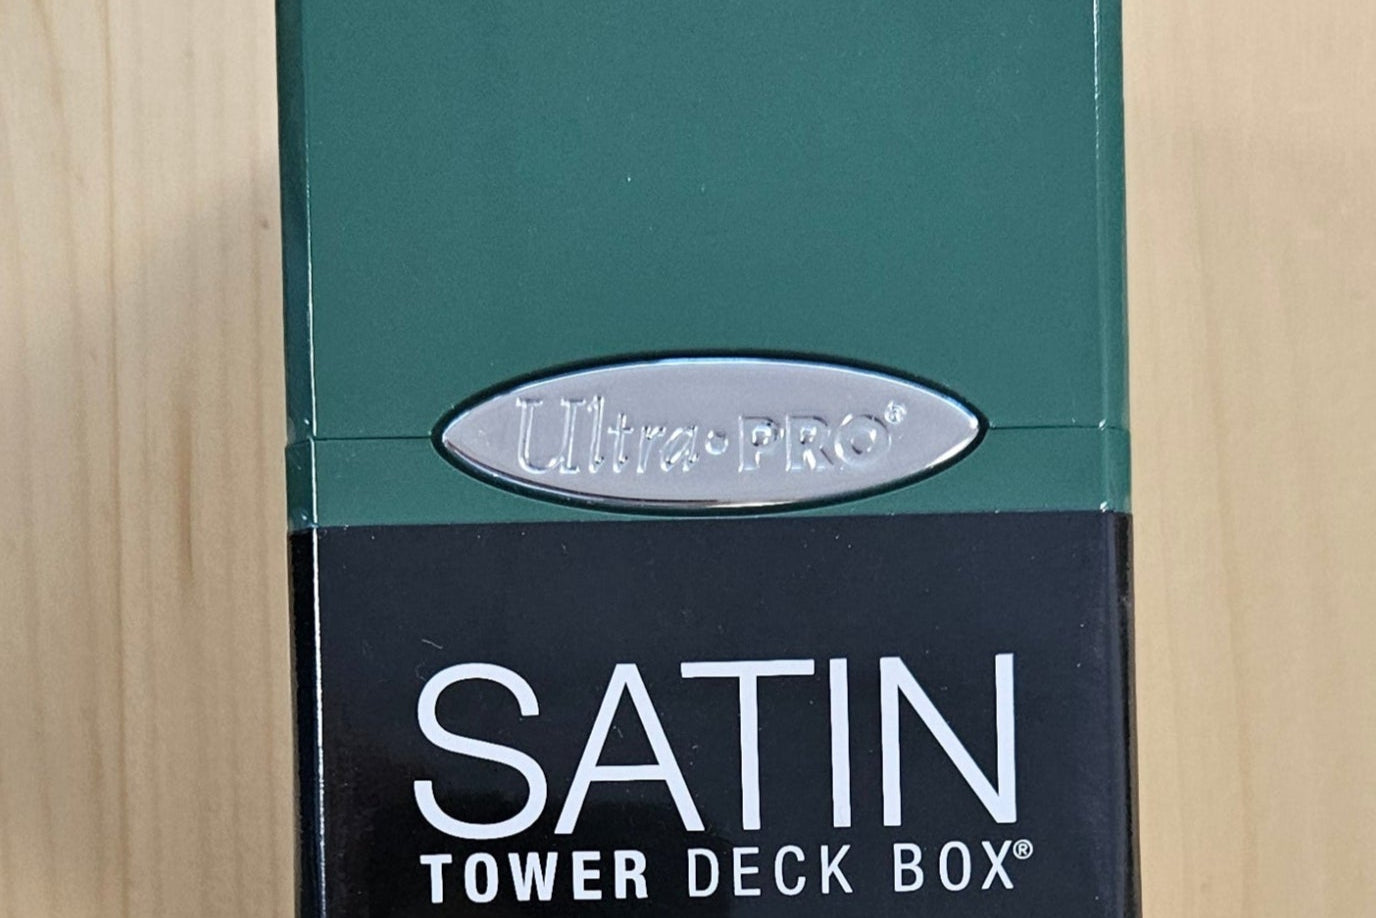 Ultra•PRO®
SATIN
TOWER DECK BOX®